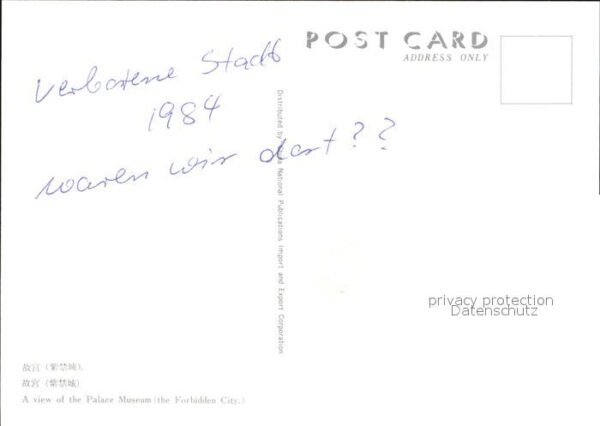 POST CARD
ADDRESS ONLY
Verbotene Stadt
1984
waren wir dort??
Distributed by China National Publications Import and Export Corporation
privacy protection
Datenschutz
故宫（紫禁城）.
故宮（紫禁城）
A view of the Palace Museum (the Forbidden City.)